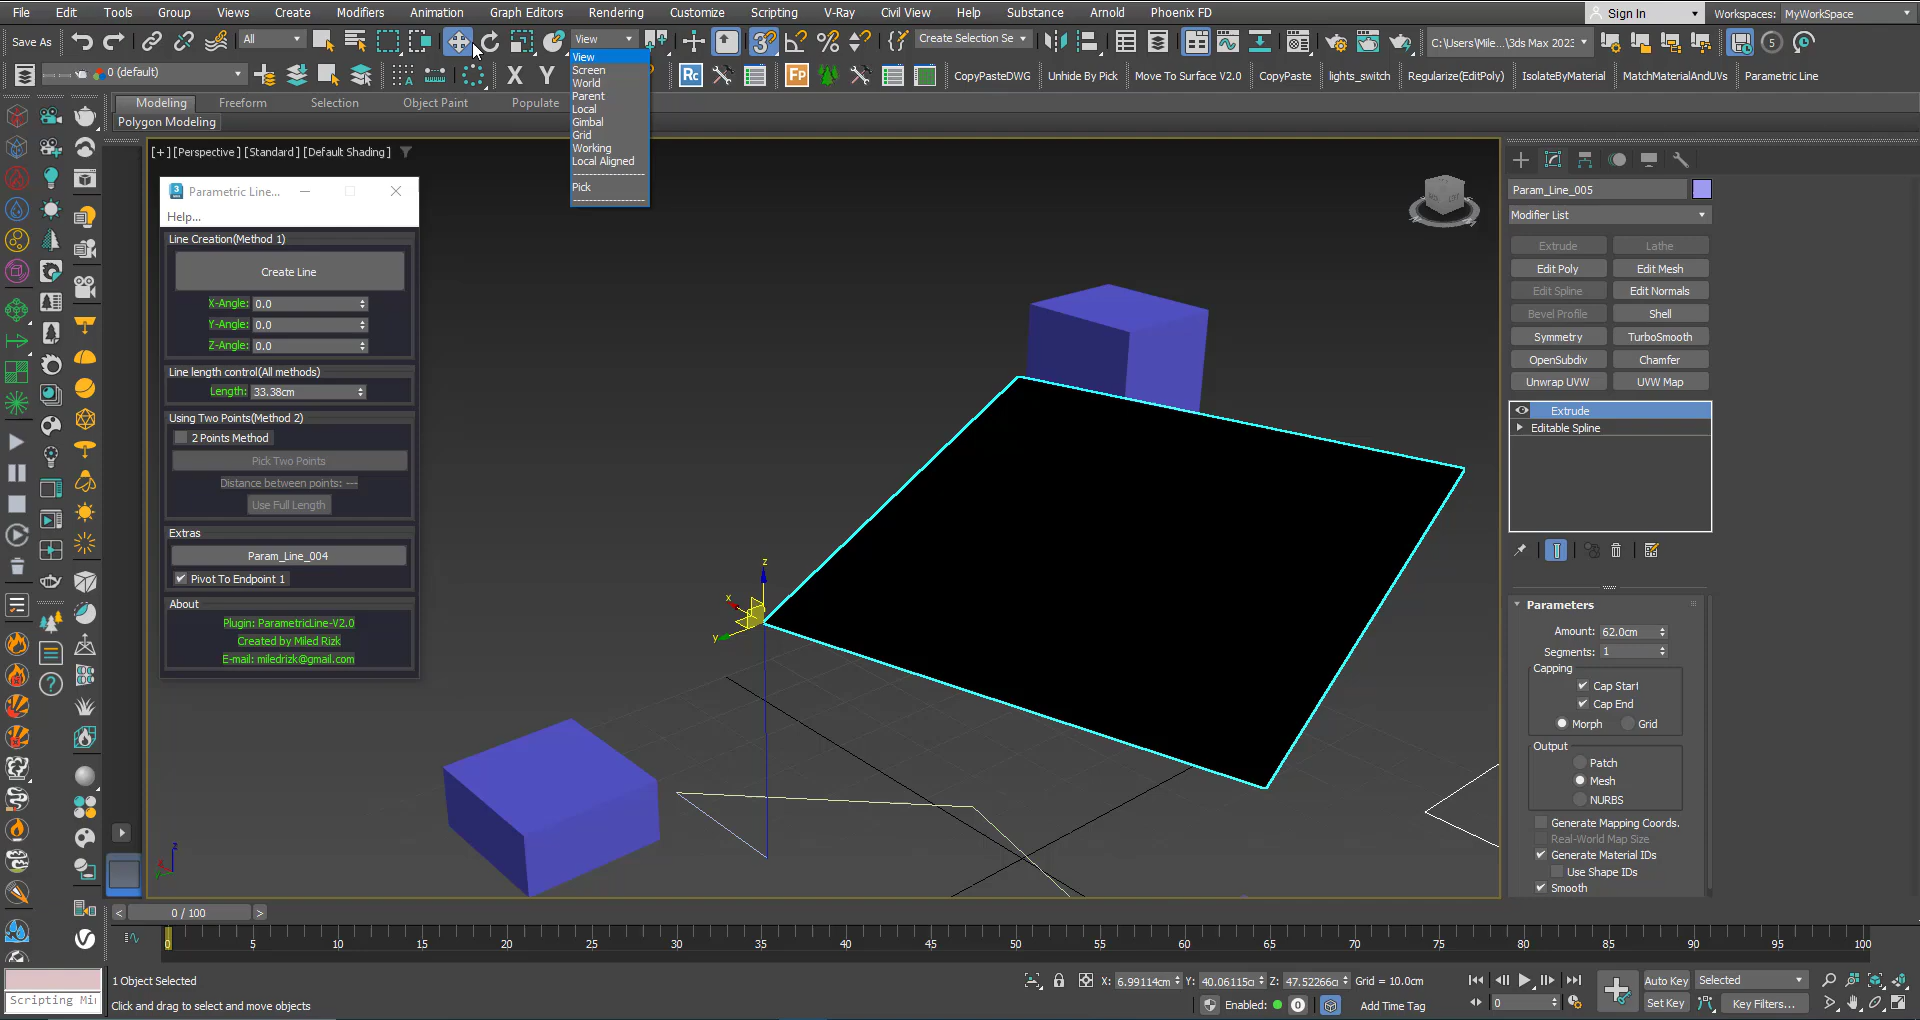 File Edit Tools Group Views Create Modifiers Animation Graph Editors Rendering Customize Scripting V-Ray Civil View Help Substance Arnold Phoenix FD Sign In Workspaces: MyWorkSpace
Save As All View Create Selection Se C:\Users\Mile...\3ds Max 2023
View
Screen
World
Parent
Local
Gimbal
Grid
Working
Local Aligned
Pick
0 (default) X Y Rc FP CopyPasteDWG Unhide By Pick Move To Surface V2.0 CopyPaste lights_switch Regularize(EditPoly) IsolateByMaterial MatchMaterialAndUVs Parametric Line
Modeling Freeform Selection Object Paint Populate
Polygon Modeling
[+] [Perspective] [Standard] [Default Shading]
Parametric Line...
Help...
Line Creation(Method 1)
Create Line
X-Angle: 0.0
Y-Angle: 0.0
Z-Angle: 0.0
Line length control(All methods)
Length: 33.38cm
Using Two Points(Method 2)
2 Points Method
Pick Two Points
Distance between points: ---
Use Full Length
Extras
Param_Line_004
Pivot To Endpoint 1
About
Plugin: ParametricLine-V2.0
Created by Miled Rizk
E-mail: miledrizk@gmail.com
z
x
y
Param_Line_005
Modifier List
Extrude Lathe
Edit Poly Edit Mesh
Edit Spline Edit Normals
Bevel Profile Shell
Symmetry TurboSmooth
OpenSubdiv Chamfer
Unwrap UVW UVW Map
Extrude
Editable Spline
Parameters
Amount: 62.0cm
Segments: 1
Capping
Cap Start
Cap End
Morph Grid
Output
Patch
Mesh
NURBS
Generate Mapping Coords.
Real-World Map Size
Generate Material IDs
Use Shape IDs
Smooth
< 0 / 100 >
0 5 10 15 20 25 30 35 40 45 50 55 60 65 70 75 80 85 90 95 100
1 Object Selected X: 6.99114cm Y: 40.06115c Z: 47.52266c Grid = 10.0cm Auto Key Selected
Scripting Mi Click and drag to select and move objects Enabled: 0 Add Time Tag 0 Set Key Key Filters...